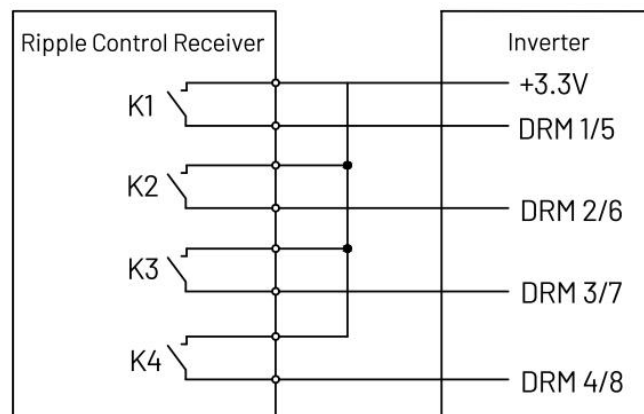 Ripple Control Receiver
Inverter
+3.3V
K1
DRM 1/5
K2
DRM 2/6
K3
DRM 3/7
K4
DRM 4/8